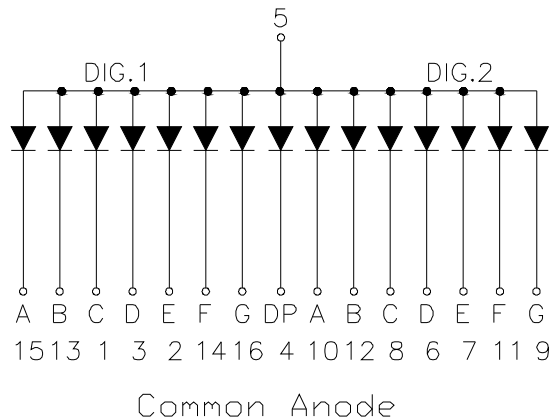 5
DIG.1 DIG.2
A B C D E F G DP A B C D E F G
15 13 1 3 2 14 16 4 10 12 8 6 7 11 9
Common Anode